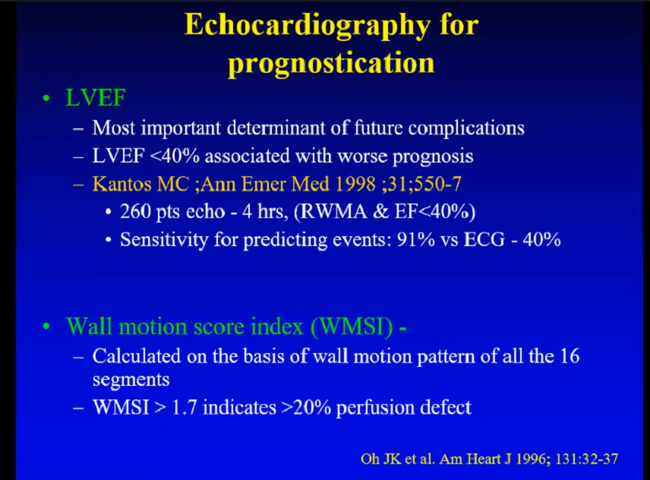 Echocardiography for
prognostication
• LVEF
– Most important determinant of future complications
– LVEF <40% associated with worse prognosis
– Kantos MC ;Ann Emer Med 1998 ;31;550-7
• 260 pts echo - 4 hrs, (RWMA & EF<40%)
• Sensitivity for predicting events: 91% vs ECG - 40%
• Wall motion score index (WMSI) -
– Calculated on the basis of wall motion pattern of all the 16
segments
– WMSI > 1.7 indicates >20% perfusion defect
Oh JK et al. Am Heart J 1996; 131:32-37